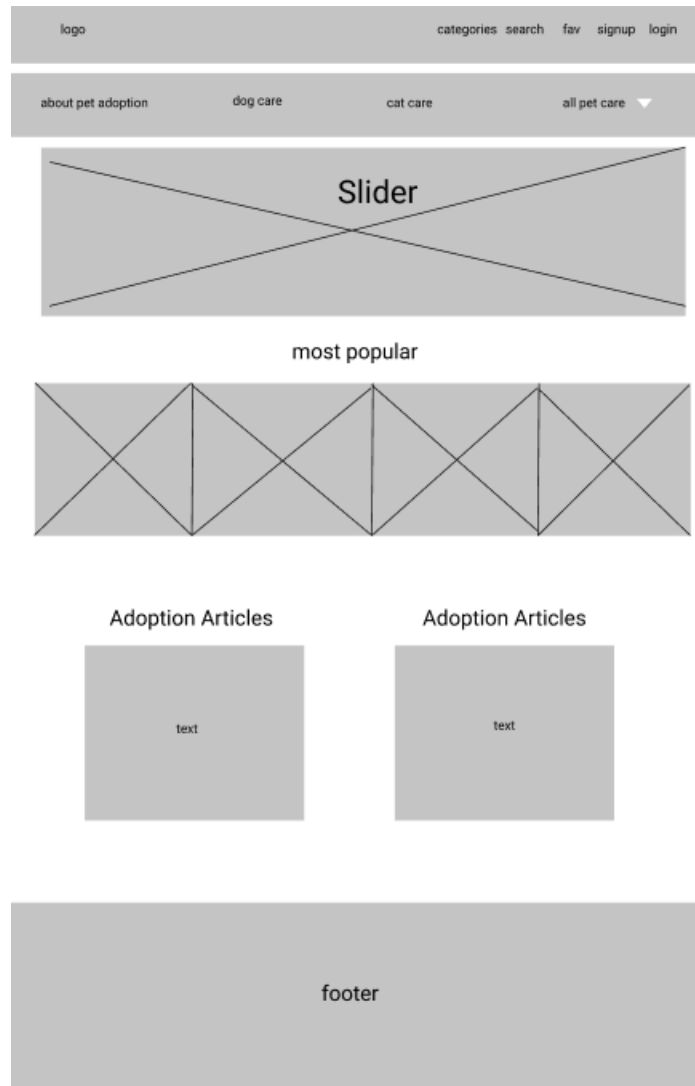 logo categories search fav signup login
about pet adoption dog care cat care all pet care
Slider
most popular
Adoption Articles Adoption Articles
text text
footer